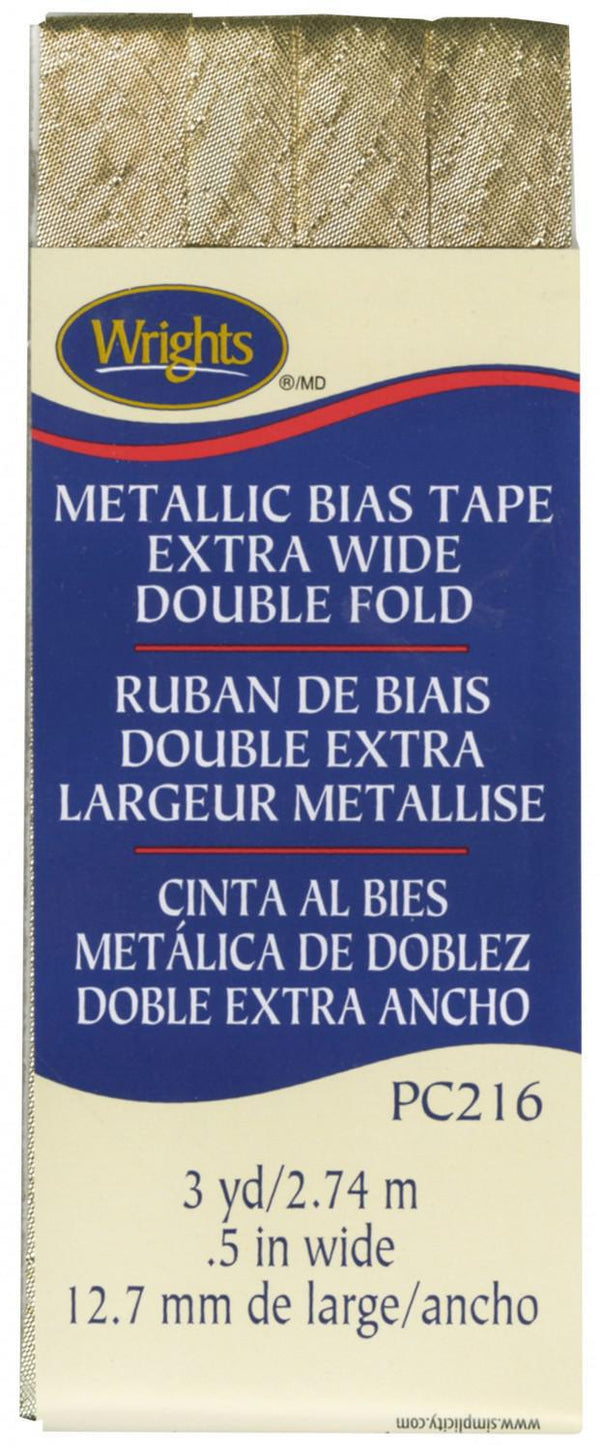 Wrights
®/MD
METALLIC BIAS TAPE
EXTRA WIDE
DOUBLE FOLD
RUBAN DE BIAIS
DOUBLE EXTRA
LARGEUR METALLISE
CINTA AL BIES
METÁLICA DE DOBLEZ
DOBLE EXTRA ANCHO
PC216
3 yd/2.74 m
.5 in wide
12.7 mm de large/ancho
www.simplicity.com